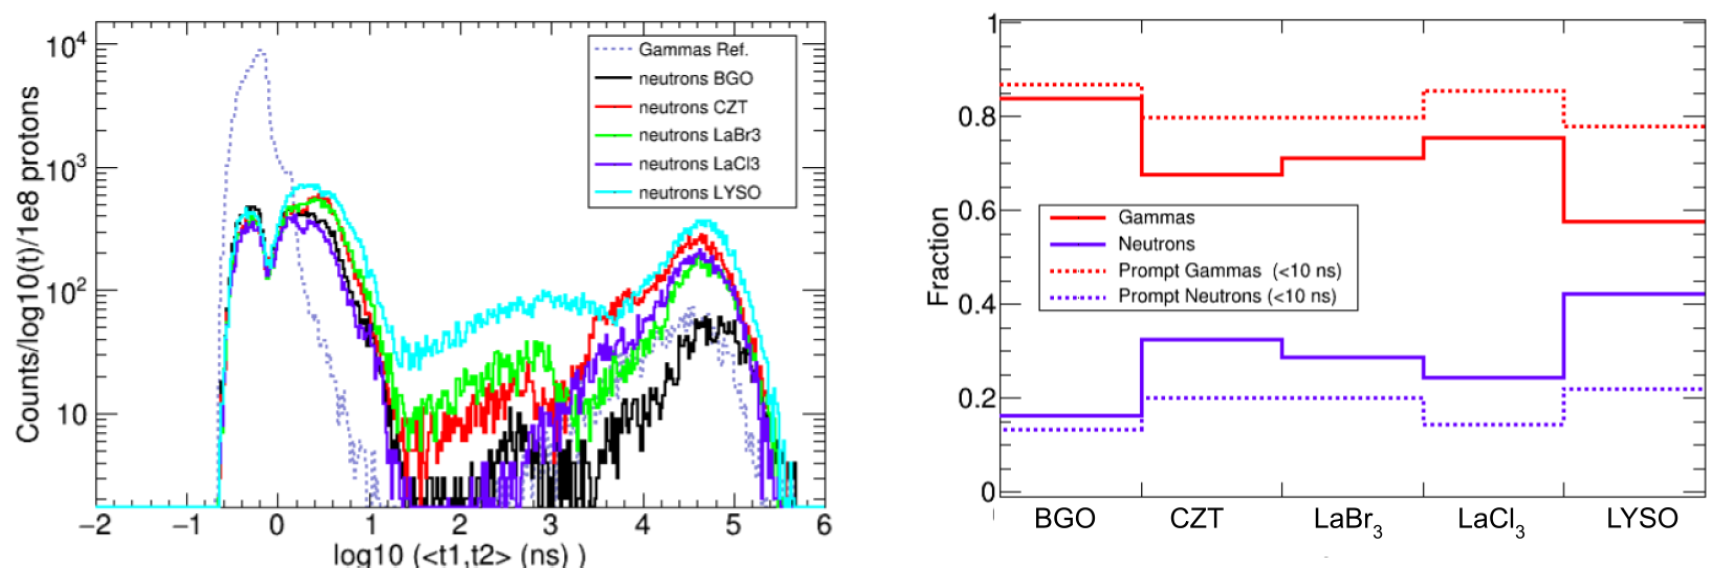 Counts/log10(t)/1e8 protons
10⁴
10³
10²
10
Gammas Ref.
neutrons BGO
neutrons CZT
neutrons LaBr3
neutrons LaCl3
neutrons LYSO
−2 −1 0 1 2 3 4 5 6
log10 (<t1,t2> (ns) )
Fraction
1
0.8
0.6
0.4
0.2
0
Gammas
Neutrons
Prompt Gammas (<10 ns)
Prompt Neutrons (<10 ns)
BGO CZT LaBr₃ LaCl₃ LYSO